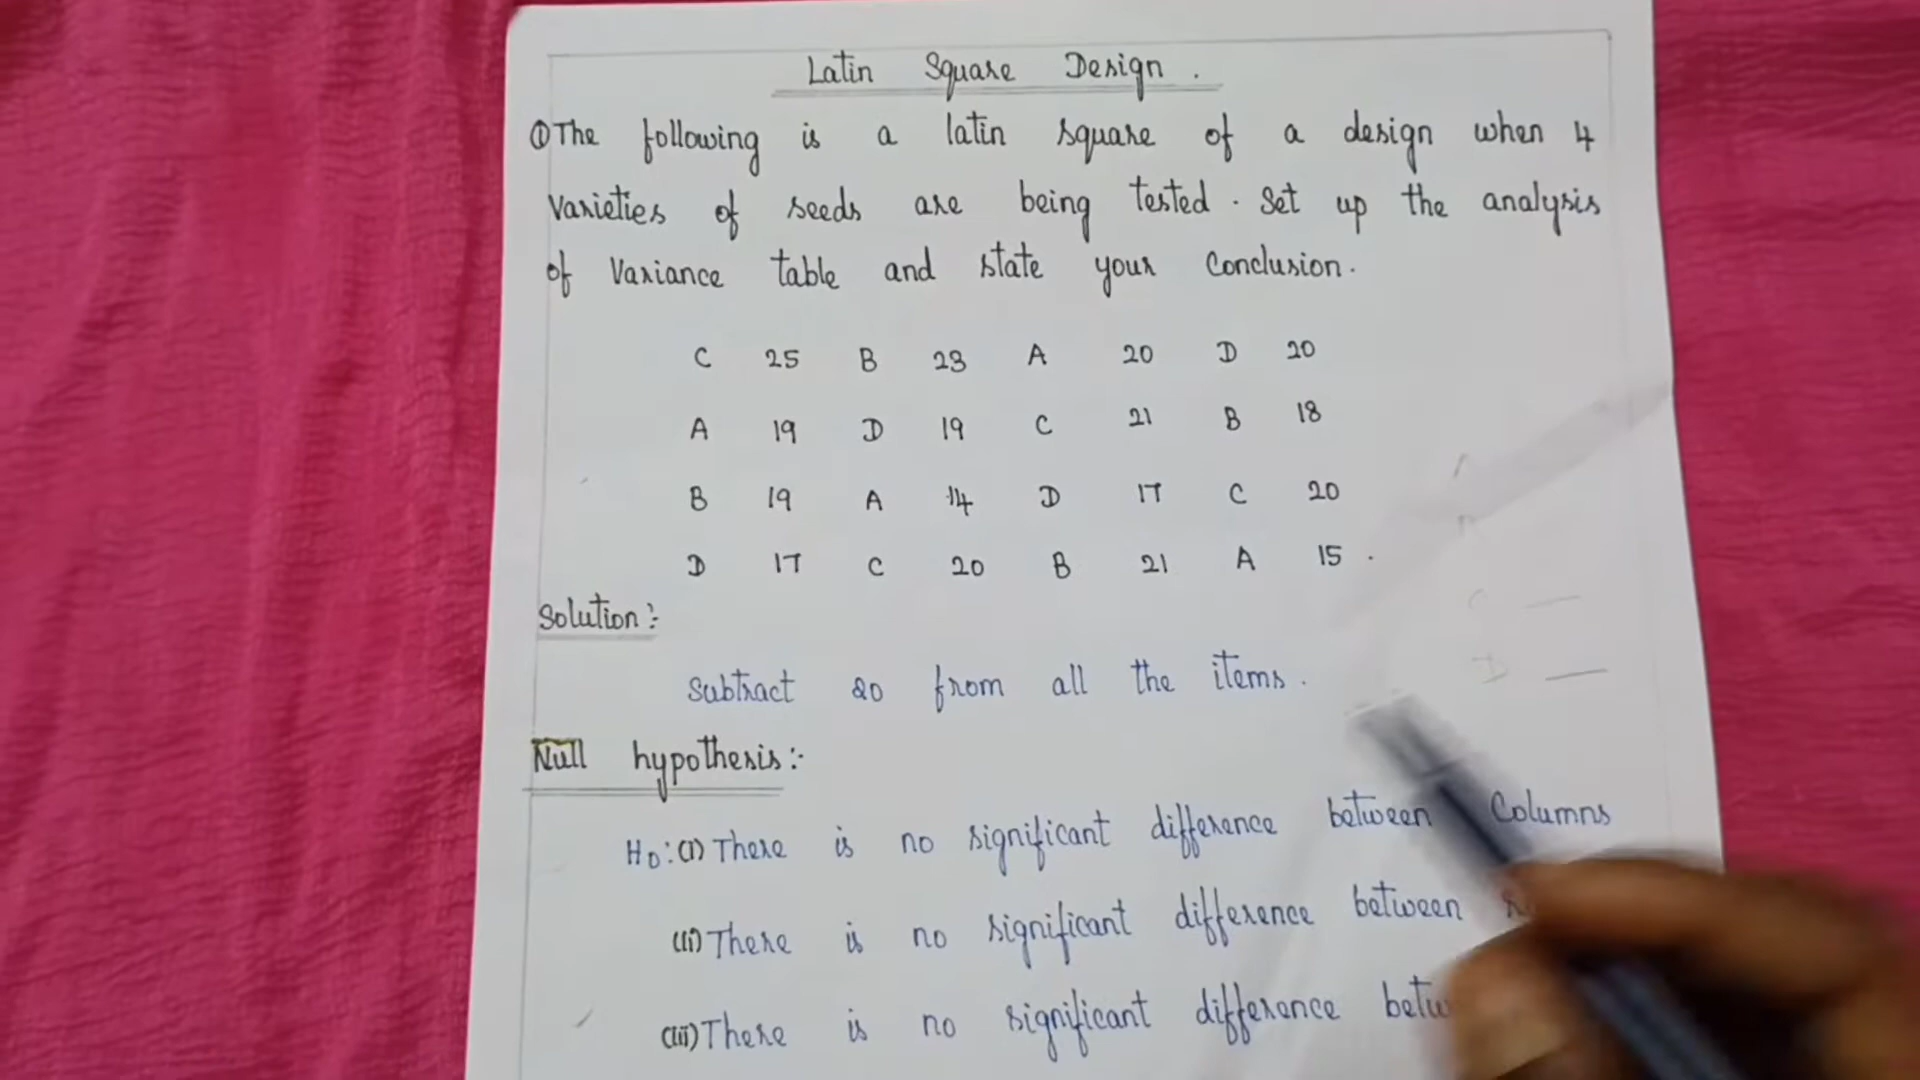 Latin Square Design.
① The following is a latin square of a design when 4
varieties of seeds are being tested. Set up the analysis
of variance table and state your Conclusion.
C 25 B 23 A 20 D 20
A 19 D 19 C 21 B 18
B 19 A 14 D 17 C 20
D 17 C 20 B 21 A 15.
Solution:
Subtract 20 from all the items.
Null hypothesis:-
H0:(i) There is no significant difference between Columns
(ii) There is no significant difference between
(iii) There is no significant difference